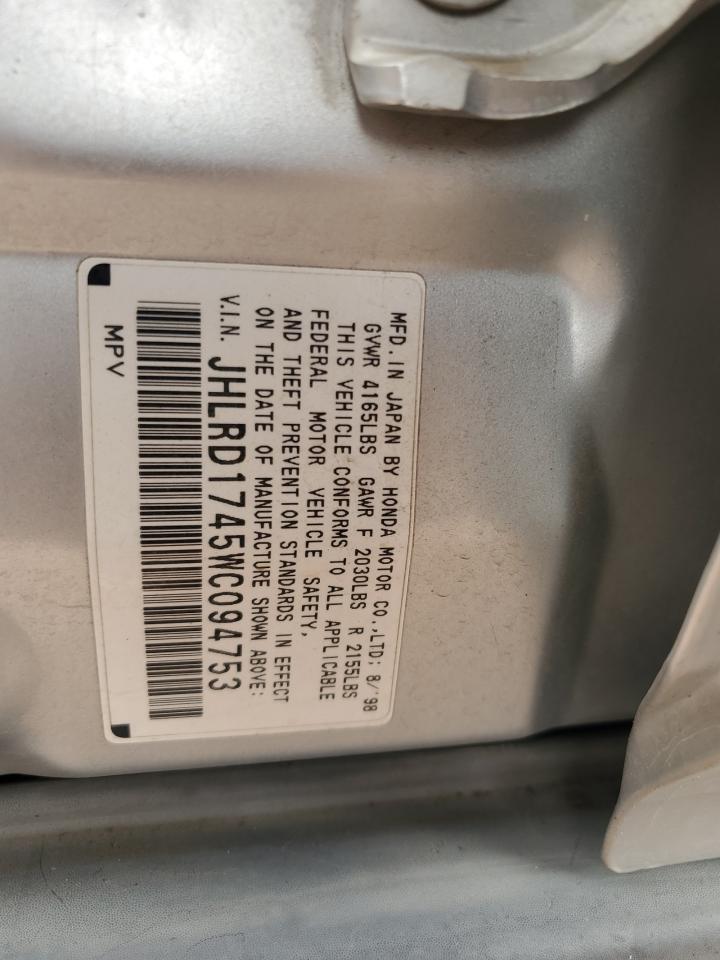 MFD. IN JAPAN BY HONDA MOTOR CO.,LTD; 8/'98
GVWR 4165LBS GAWR F 2030LBS R 2155LBS
THIS VEHICLE CONFORMS TO ALL APPLICABLE
FEDERAL MOTOR VEHICLE SAFETY,
AND THEFT PREVENTION STANDARDS IN EFFECT
ON THE DATE OF MANUFACTURE SHOWN ABOVE:
V.I.N. JHLRD1745WC094753
MPV